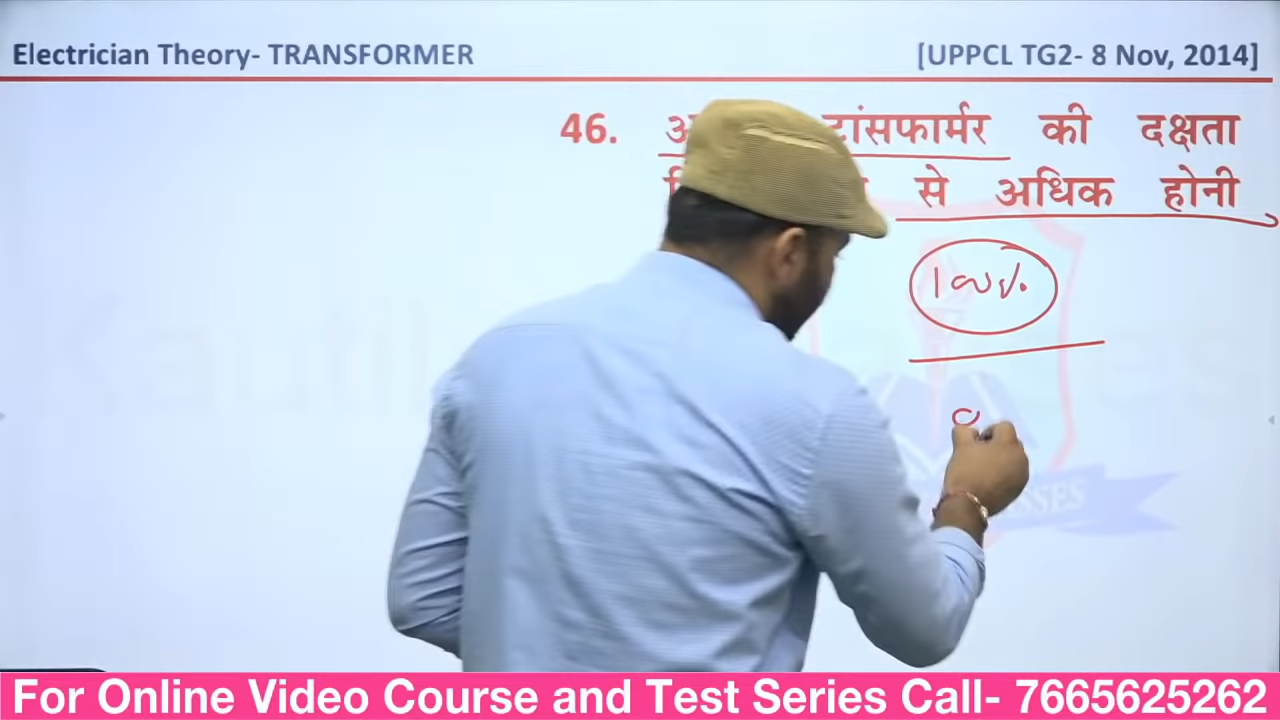 Electrician Theory- TRANSFORMER
[UPPCL TG2- 8 Nov, 2014]
46. टांसफार्मर की दक्षता
से अधिक होनी
100%
For Online Video Course and Test Series Call- 7665625262